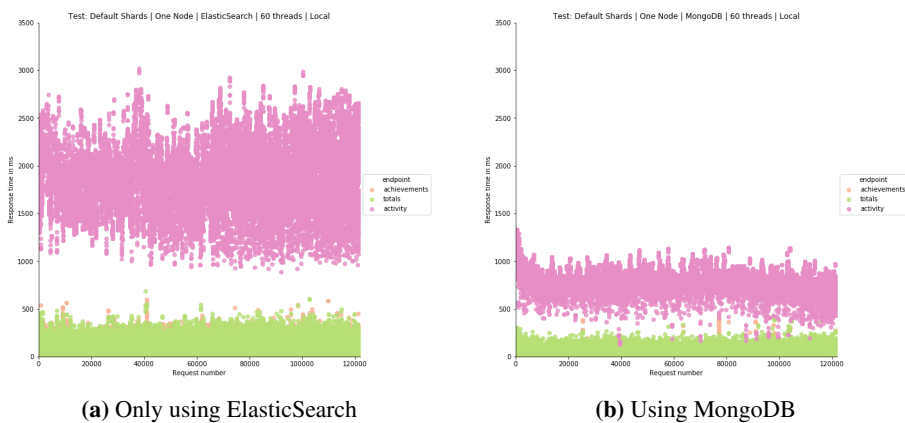 Test: Default Shards | One Node | ElasticSearch | 60 threads | Local
3500
3000
2500
2000
1500
1000
500
0
Response time in ms
0
20000
40000
60000
80000
100000
120000
Request number
endpoint
achievements
totals
activity
(a) Only using ElasticSearch
Test: Default Shards | One Node | MongoDB | 60 threads | Local
3500
3000
2500
2000
1500
1000
500
0
Response time in ms
0
20000
40000
60000
80000
100000
120000
Request number
endpoint
achievements
totals
activity
(b) Using MongoDB